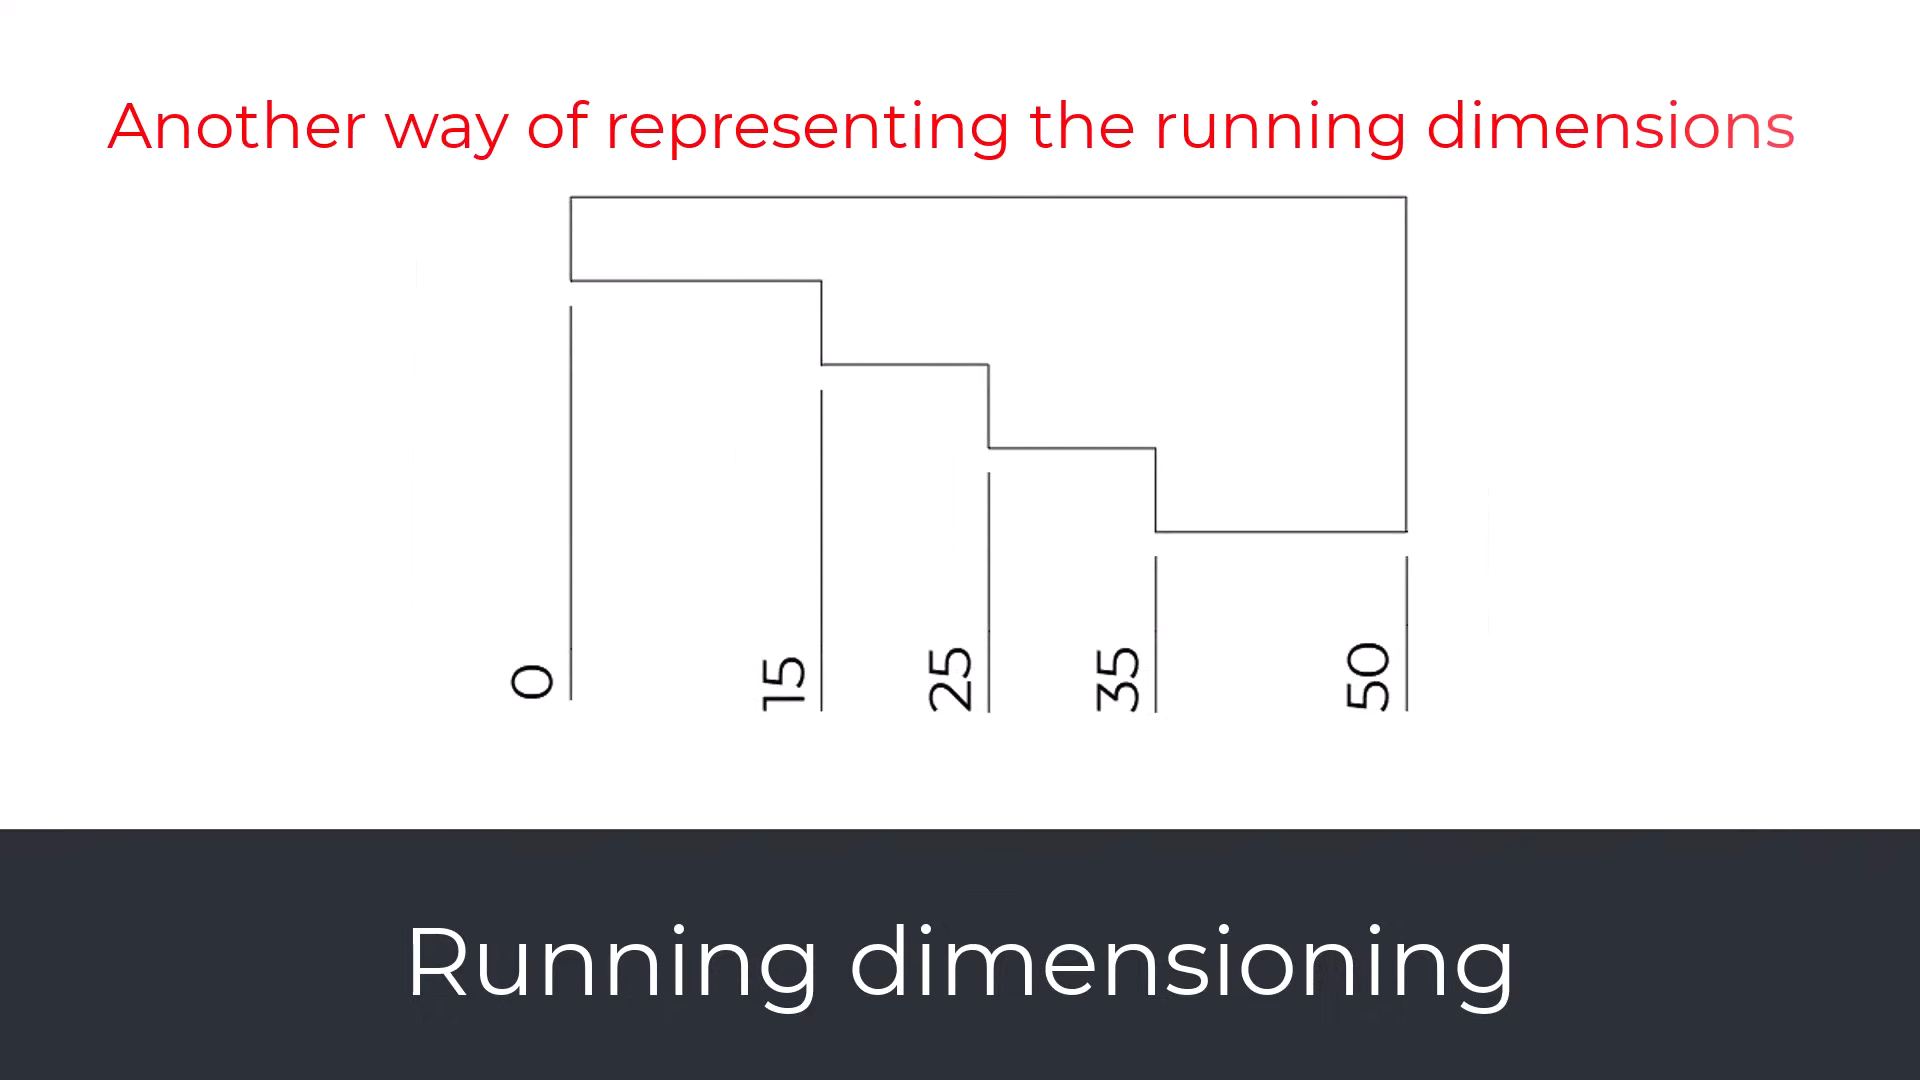 Another way of representing the running dimensions
0
15
25
35
50
Running dimensioning